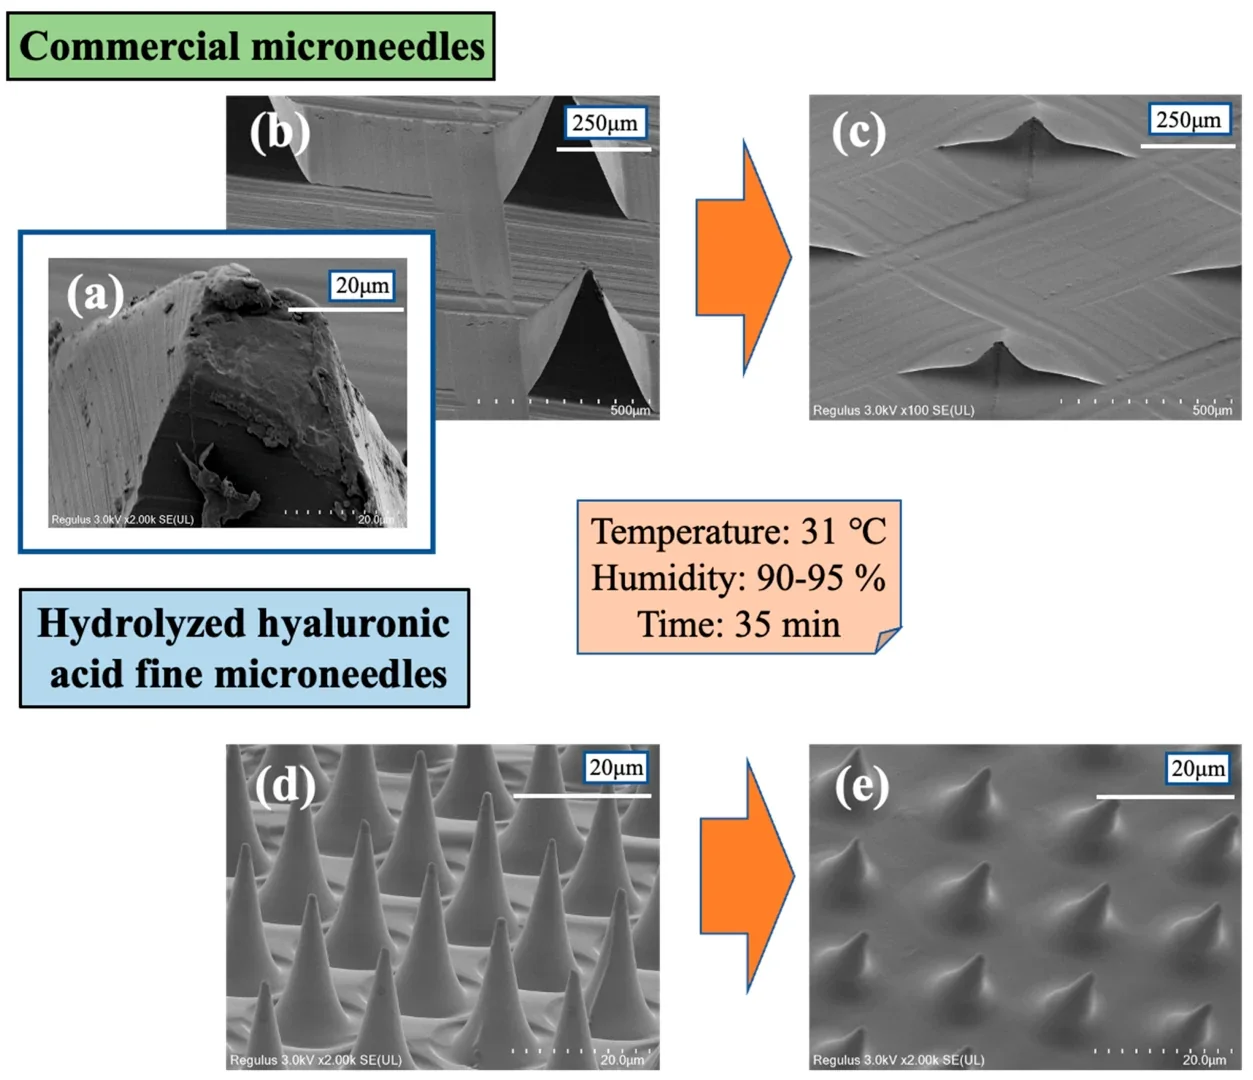 Commercial microneedles
(b)
250μm
500μm
(c)
250μm
Regulus 3.0kV x100 SE(UL)
500μm
(a)
20μm
Regulus 3.0kV x2.00k SE(UL)
20.0μm
Temperature: 31 ℃
Humidity: 90-95 %
Time: 35 min
Hydrolyzed hyaluronic
acid fine microneedles
(d)
20μm
Regulus 3.0kV x2.00k SE(UL)
20.0μm
(e)
20μm
Regulus 3.0kV x2.00k SE(UL)
20.0μm